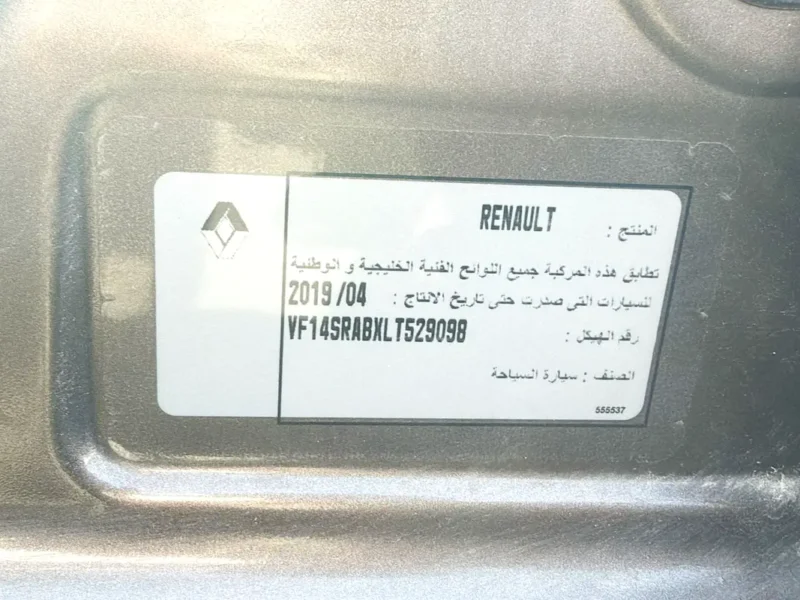 المنتج : RENAULT
تطابق هذه المركبة جميع اللوائح الفنية الخليجية و الوطنية
للسيارات التى صدرت حتى تاريخ الانتاج : 2019/04
رقم الهيكل : VF14SRABXLT529098
الصنف : سيارة السياحة
555537